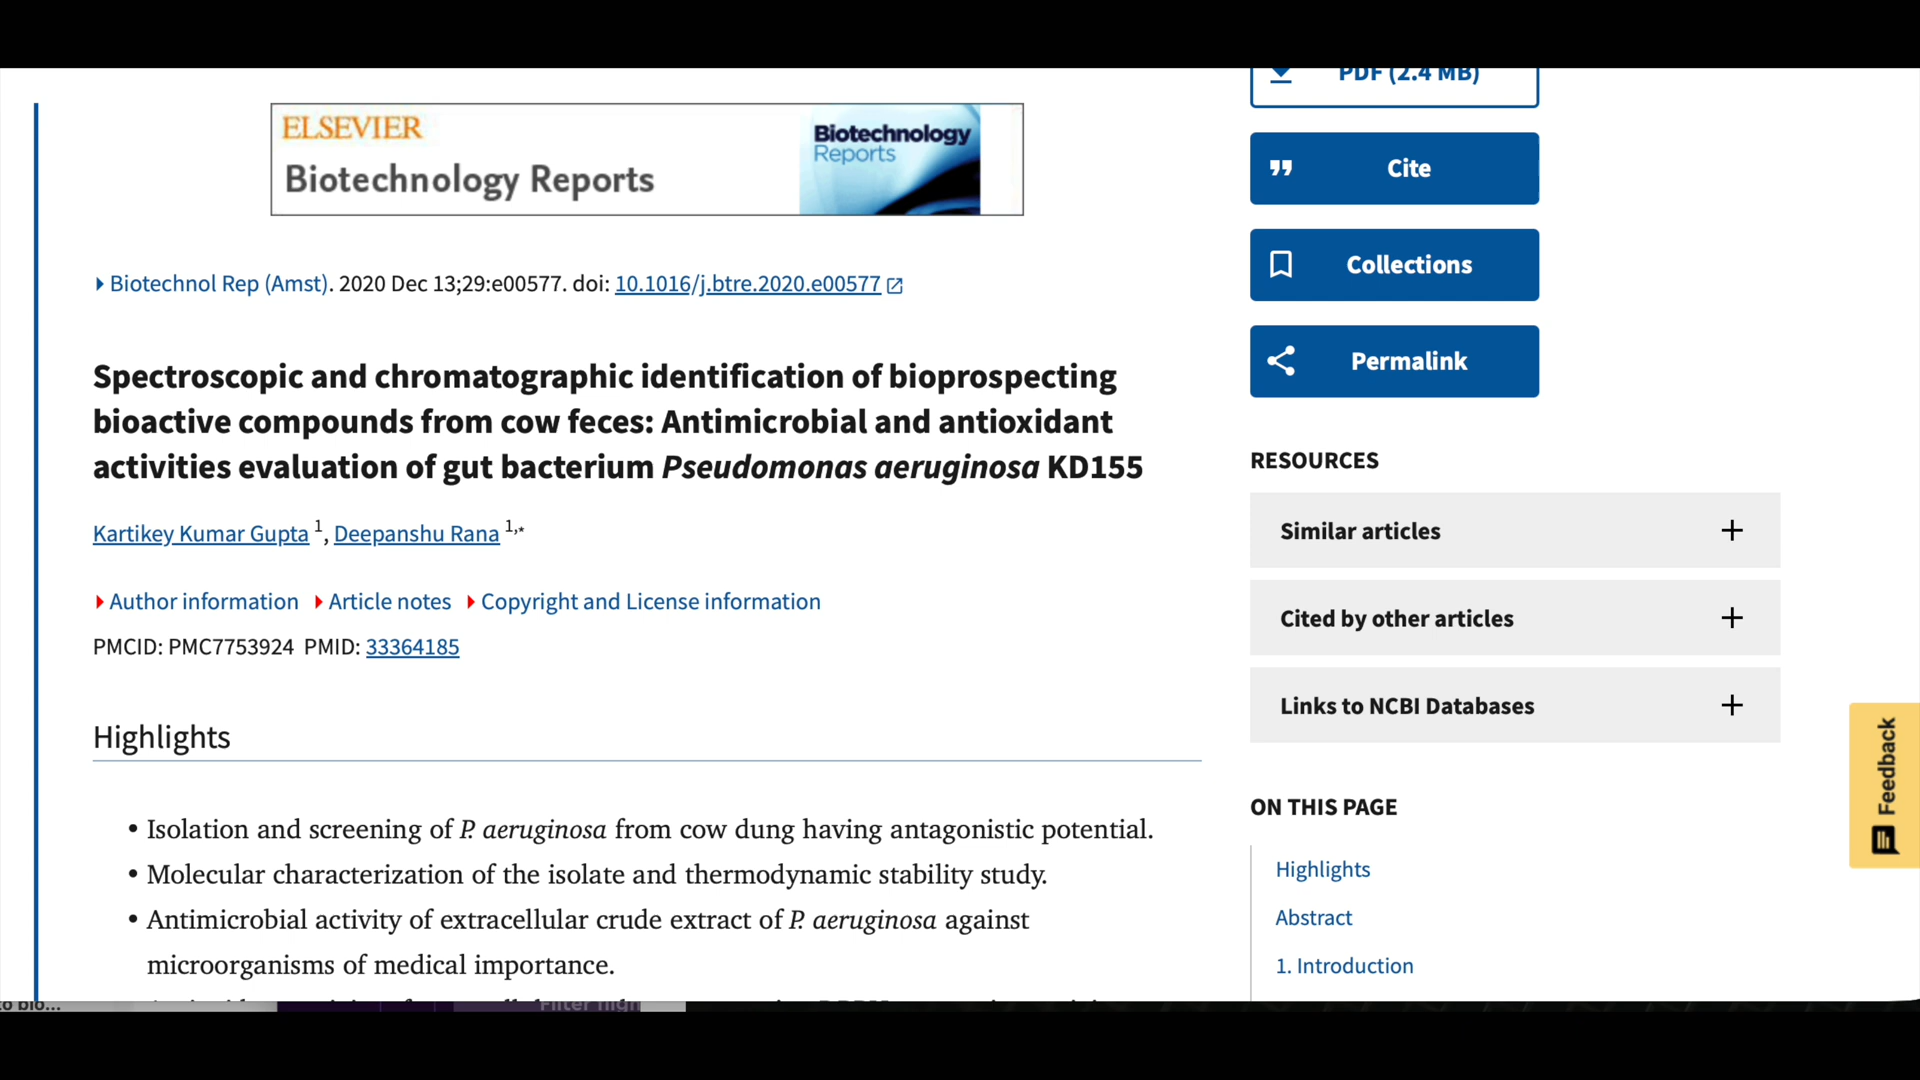 PDF (2.4 MB)
ELSEVIER
Biotechnology Reports
Biotechnology
Reports
Cite
Collections
Permalink
Biotechnol Rep (Amst). 2020 Dec 13;29:e00577. doi: 10.1016/j.btre.2020.e00577
Spectroscopic and chromatographic identification of bioprospecting
bioactive compounds from cow feces: Antimicrobial and antioxidant
activities evaluation of gut bacterium Pseudomonas aeruginosa KD155
Kartikey Kumar Gupta 1, Deepanshu Rana 1,*
Author information Article notes Copyright and License information
PMCID: PMC7753924 PMID: 33364185
Highlights
• Isolation and screening of P. aeruginosa from cow dung having antagonistic potential.
• Molecular characterization of the isolate and thermodynamic stability study.
• Antimicrobial activity of extracellular crude extract of P. aeruginosa against
microorganisms of medical importance.
RESOURCES
Similar articles
Cited by other articles
Links to NCBI Databases
ON THIS PAGE
Highlights
Abstract
1. Introduction
Feedback